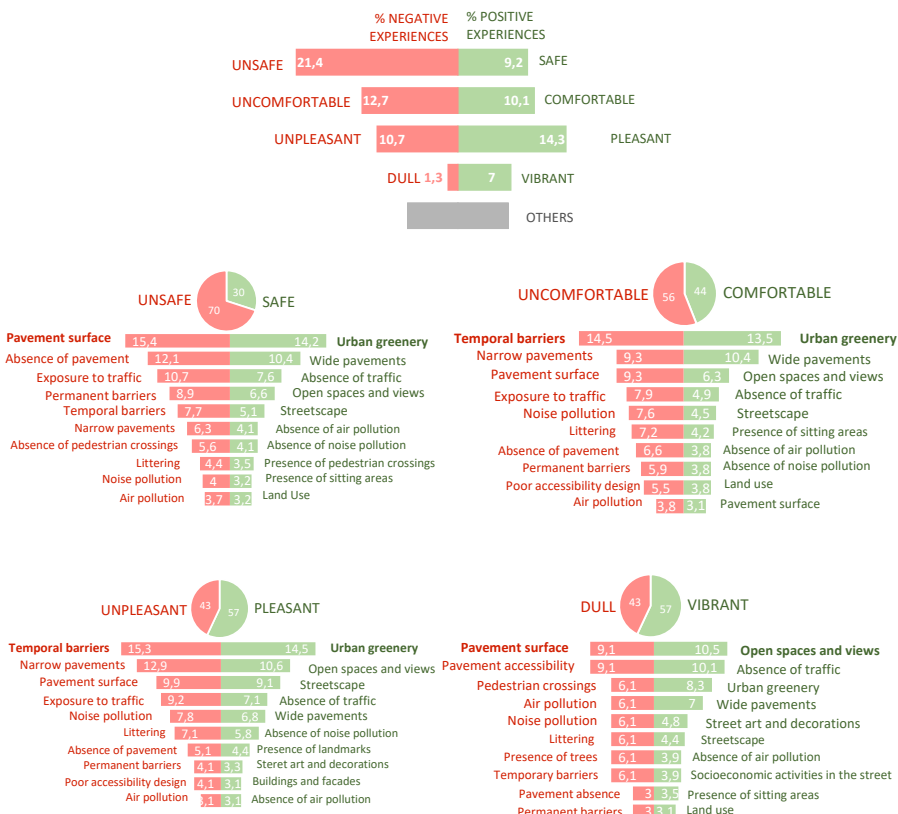 % NEGATIVE EXPERIENCES
% POSITIVE EXPERIENCES
UNSAFE 21,4 9,2 SAFE
UNCOMFORTABLE 12,7 10,1 COMFORTABLE
UNPLEASANT 10,7 14,3 PLEASANT
DULL 1,3 7 VIBRANT
OTHERS
UNSAFE 70 30 SAFE
Pavement surface 15,4 14,2 Urban greenery
Absence of pavement 12,1 10,4 Wide pavements
Exposure to traffic 10,7 7,6 Absence of traffic
Permanent barriers 8,9 6,6 Open spaces and views
Temporal barriers 7,7 5,1 Streetscape
Narrow pavements 6,3 4,1 Absence of air pollution
Absence of pedestrian crossings 5,6 4,1 Absence of noise pollution
Littering 4,4 3,5 Presence of pedestrian crossings
Noise pollution 4 3,2 Presence of sitting areas
Air pollution 3,7 3,2 Land Use
UNCOMFORTABLE 56 44 COMFORTABLE
Temporal barriers 14,5 13,5 Urban greenery
Narrow pavements 9,3 10,4 Wide pavements
Pavement surface 9,3 6,3 Open spaces and views
Exposure to traffic 7,9 4,9 Absence of traffic
Noise pollution 7,6 4,5 Streetscape
Littering 7,2 4,2 Presence of sitting areas
Absence of pavement 6,6 3,8 Absence of air pollution
Permanent barriers 5,9 3,8 Absence of noise pollution
Poor accessibility design 5,5 3,8 Land use
Air pollution 3,8 3,1 Pavement surface
UNPLEASANT 43 57 PLEASANT
Temporal barriers 15,3 14,5 Urban greenery
Narrow pavements 12,9 10,6 Open spaces and views
Pavement surface 9,9 9,1 Streetscape
Exposure to traffic 9,2 7,1 Absence of traffic
Noise pollution 7,8 6,8 Wide pavements
Littering 7,1 5,8 Absence of noise pollution
Absence of pavement 5,1 4,4 Presence of landmarks
Permanent barriers 4,1 3,3 Steret art and decorations
Poor accessibility design 4,1 3,1 Buildings and facades
Air pollution 3,1 Absence of air pollution
DULL 43 57 VIBRANT
Pavement surface 9,1 10,5 Open spaces and views
Pavement accessibility 9,1 10,1 Absence of traffic
Pedestrian crossings 6,1 8,3 Urban greenery
Air pollution 6,1 7 Wide pavements
Noise pollution 6,1 4,8 Street art and decorations
Littering 6,1 4,4 Streetscape
Presence of trees 6,1 3,9 Absence of air pollution
Temporary barriers 6,1 3,9 Socioeconomic activities in the street
Pavement absence 3 3,5 Presence of sitting areas
Permanent barriers 3 3,1 Land use